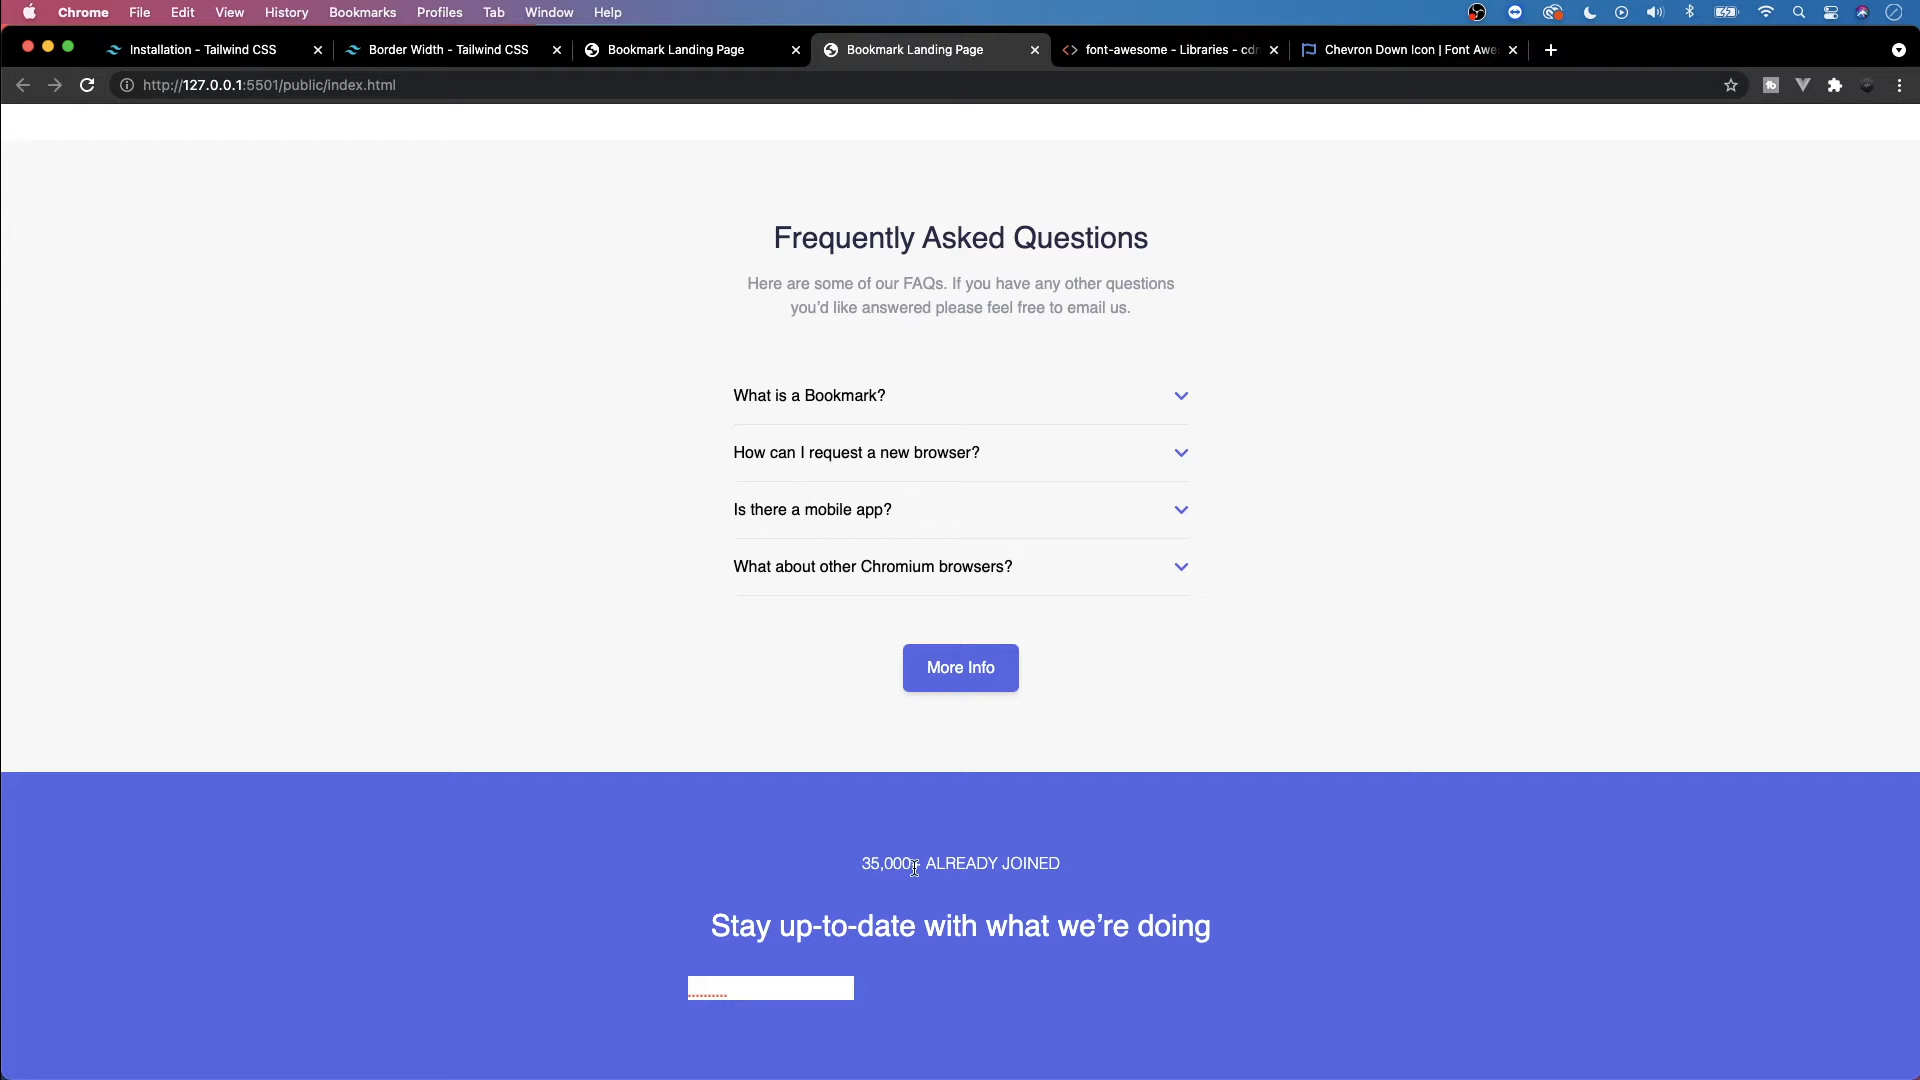 Chrome File Edit View History Bookmarks Profiles Tab Window Help
Installation - Tailwind CSS
Border Width - Tailwind CSS
Bookmark Landing Page
Bookmark Landing Page
font-awesome - Libraries - cdn
Chevron Down Icon | Font Awe
http://127.0.0.1:5501/public/index.html
Frequently Asked Questions
Here are some of our FAQs. If you have any other questions
you’d like answered please feel free to email us.
What is a Bookmark?
How can I request a new browser?
Is there a mobile app?
What about other Chromium browsers?
More Info
35,000+ ALREADY JOINED
Stay up-to-date with what we’re doing